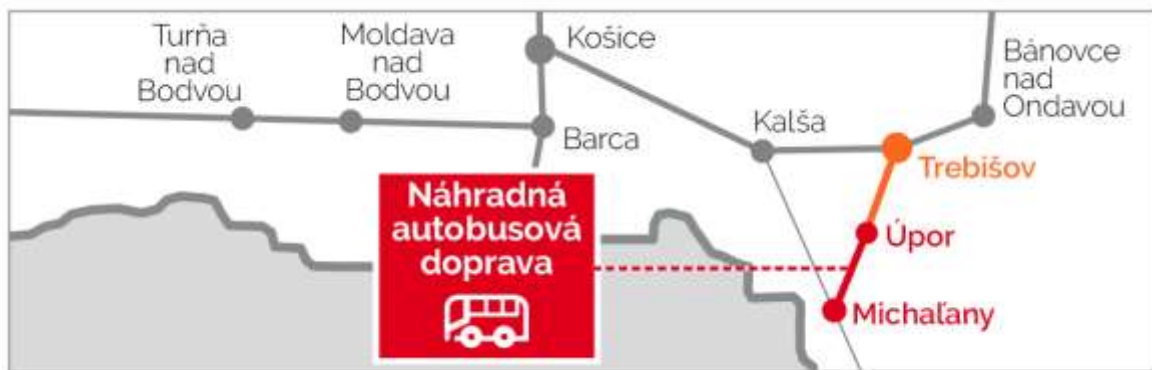 Turňa
nad
Bodvou
Moldava
nad
Bodvou
Košice
Barca
Kalša
Bánovce
nad
Ondavou
Trebišov
Úpor
Michaľany
Náhradná
autobusová
doprava